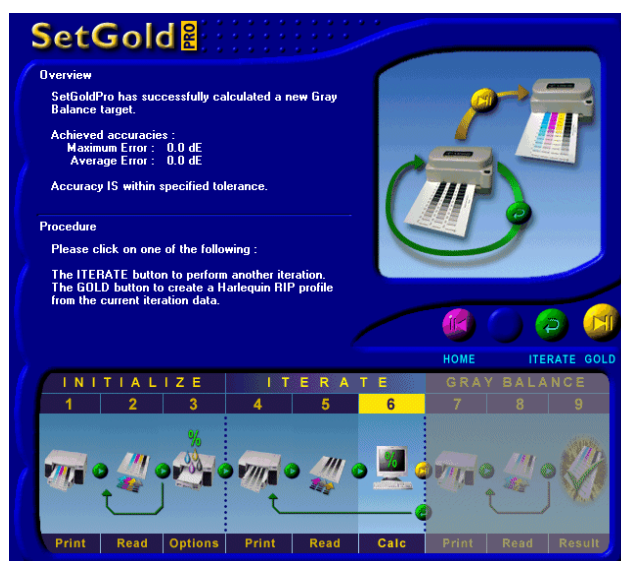 SetGold PRO
Overview
SetGoldPro has successfully calculated a new Gray
Balance target.
Achieved accuracies :
Maximum Error : 0.0 dE
Average Error : 0.0 dE
Accuracy IS within specified tolerance.
Procedure
Please click on one of the following :
The ITERATE button to perform another iteration.
The GOLD button to create a Harlequin RIP profile
from the current iteration data.
HOME ITERATE GOLD
INITIALIZE ITERATE GRAY BALANCE
1 2 3 4 5 6 7 8 9
%
%
Print Read Options Print Read Calc Print Read Result